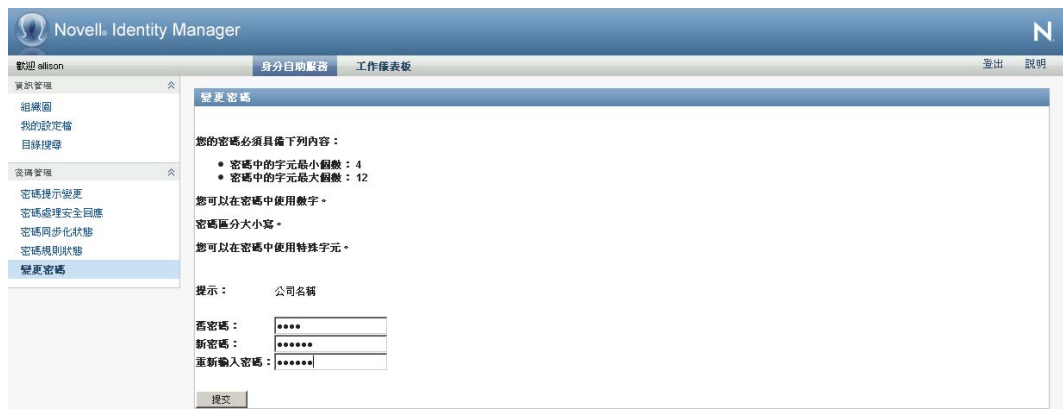 Novell® Identity Manager
N
歡迎 allison
身分自助服務
工作儀表板
登出
說明
資訊管理
組織圖
我的設定檔
目錄搜尋
密碼管理
密碼提示變更
密碼處理安全回應
密碼同步化狀態
密碼規則狀態
變更密碼
變更密碼
您的密碼必須具備下列內容：
• 密碼中的字元最小個數：4
• 密碼中的字元最大個數：12
您可以在密碼中使用數字。
密碼區分大小寫。
您可以在密碼中使用特殊字元。
提示： 公司名稱
舊密碼： ••••
新密碼： ••••••
重新輸入密碼： ••••••
提交